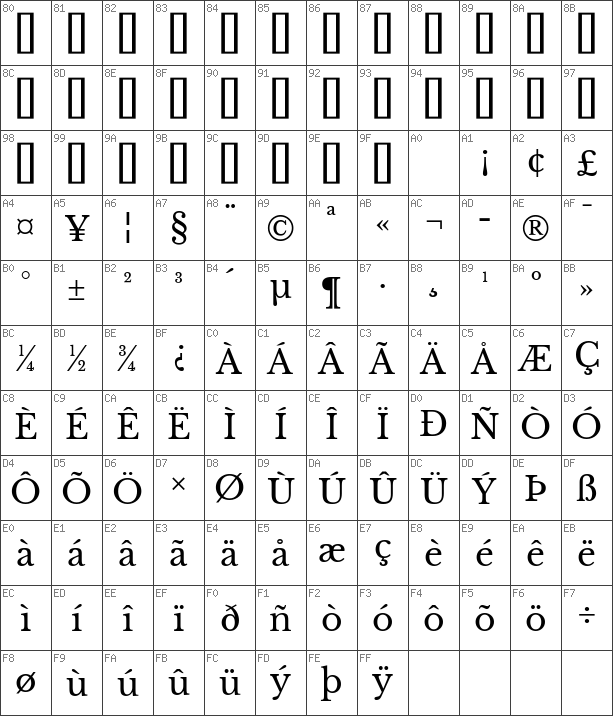 80 81 82 83 84 85 86 87 88 89 8A 8B
8C 8D 8E 8F 90 91 92 93 94 95 96 97
98 99 9A 9B 9C 9D 9E 9F A0 A1 A2 A3
¡ ¢ £
A4 A5 A6 A7 A8 A9 AA AB AC AD AE AF
¤ ¥ ¦ § ¨ © ª « ¬ - ® ¯
B0 B1 B2 B3 B4 B5 B6 B7 B8 B9 BA BB
° ± ² ³ ´ µ ¶ · ¸ ¹ º »
BC BD BE BF C0 C1 C2 C3 C4 C5 C6 C7
¼ ½ ¾ ¿ À Á Â Ã Ä Å Æ Ç
C8 C9 CA CB CC CD CE CF D0 D1 D2 D3
È É Ê Ë Ì Í Î Ï Ð Ñ Ò Ó
D4 D5 D6 D7 D8 D9 DA DB DC DD DE DF
Ô Õ Ö × Ø Ù Ú Û Ü Ý Þ ß
E0 E1 E2 E3 E4 E5 E6 E7 E8 E9 EA EB
à á â ã ä å æ ç è é ê ë
EC ED EE EF F0 F1 F2 F3 F4 F5 F6 F7
ì í î ï ð ñ ò ó ô õ ö ÷
F8 F9 FA FB FC FD FE FF
ø ù ú û ü ý þ ÿ